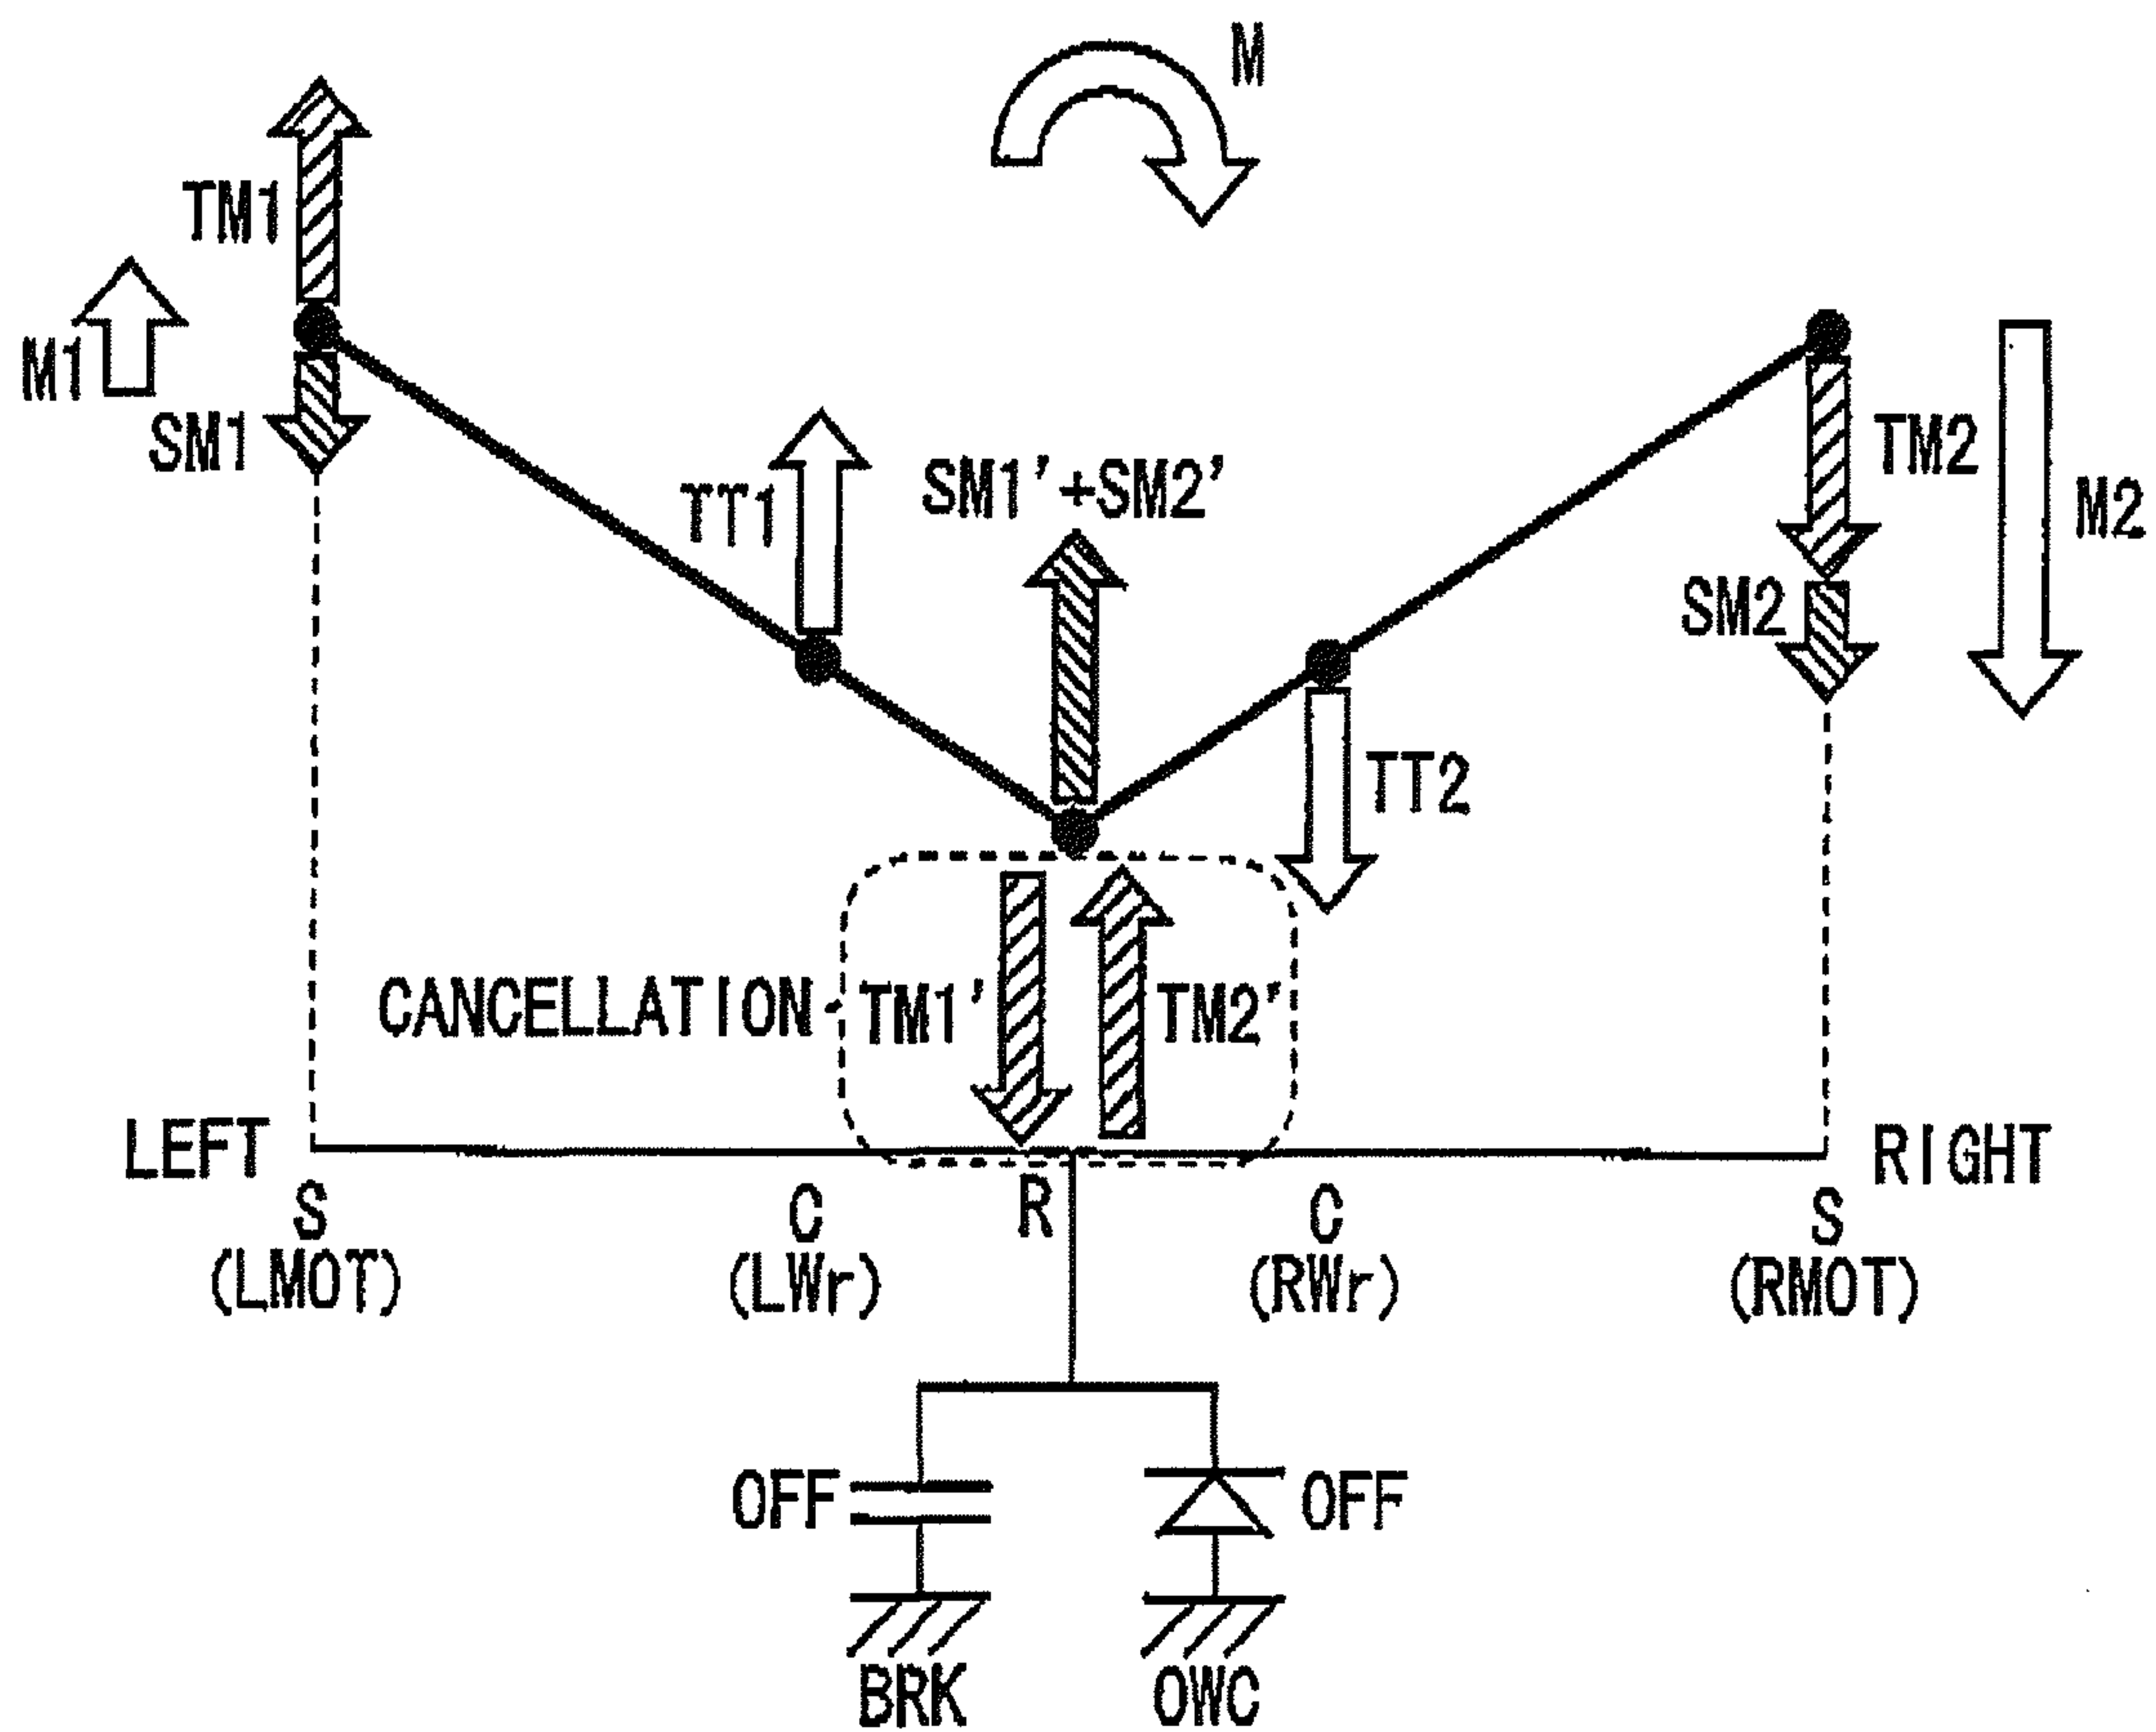 M
TM1
M1
SM1
TT1
SM1'+SM2'
TM2
M2
SM2
TT2
CANCELLATION
TM1'
TM2'
LEFT
RIGHT
S
C
R
C
S
(LMOT)
(LWr)
(RWr)
(RMOT)
OFF
OFF
BRK
OWC